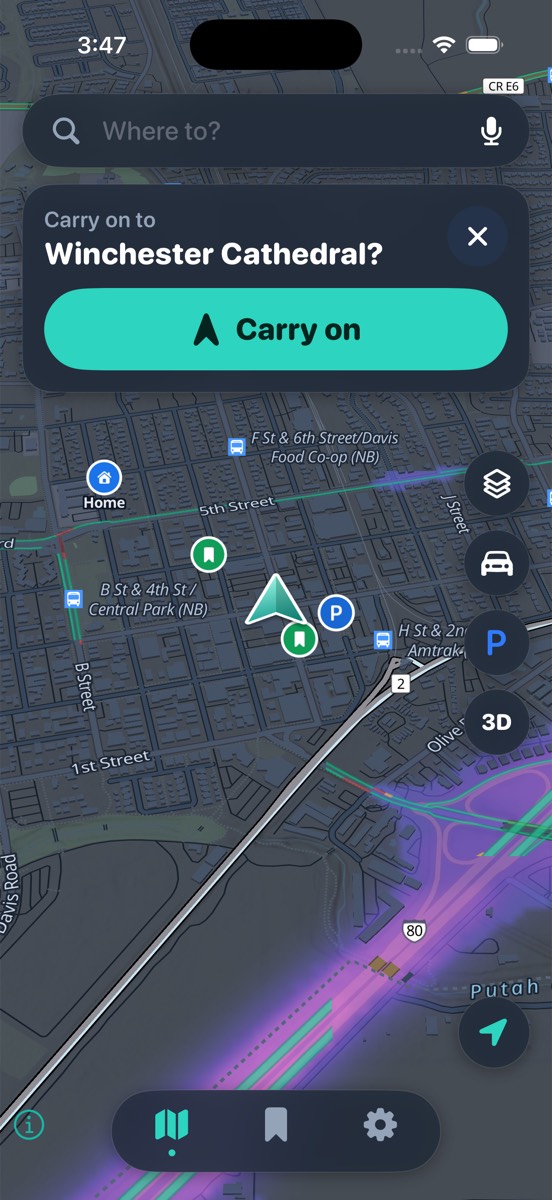 3:47
CR E6
Where to?
Carry on to
Winchester Cathedral?
Carry on
F St & 6th Street/Davis
Food Co-op (NB)
Home
5th Street
J Street
rd
B St & 4th St /
Central Park (NB)
P
H St & 2n
Amtrak
P
2
B Street
3D
Olive
1st Street
Davis Road
80
Putah